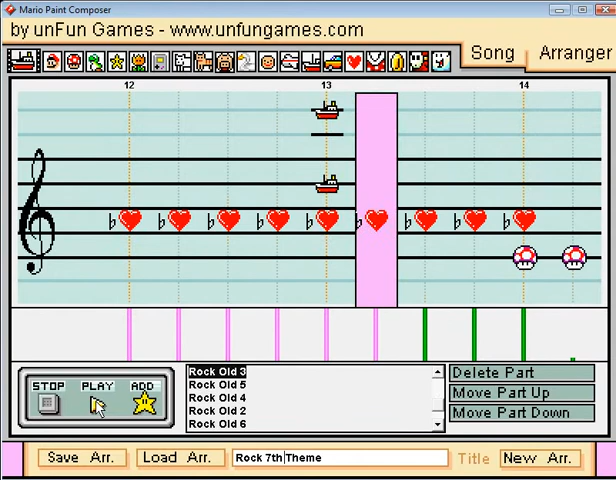 Mario Paint Composer
by unFun Games - www.unfungames.com
Song
Arranger
12
13
14
♭ ♭ ♭ ♭ ♭ ♭ ♭ ♭ ♭
STOP PLAY ADD
Rock Old 3
Rock Old 5
Rock Old 4
Rock Old 2
Rock Old 6
Delete Part
Move Part Up
Move Part Down
Save Arr.
Load Arr.
Rock 7th Theme
Title
New Arr.